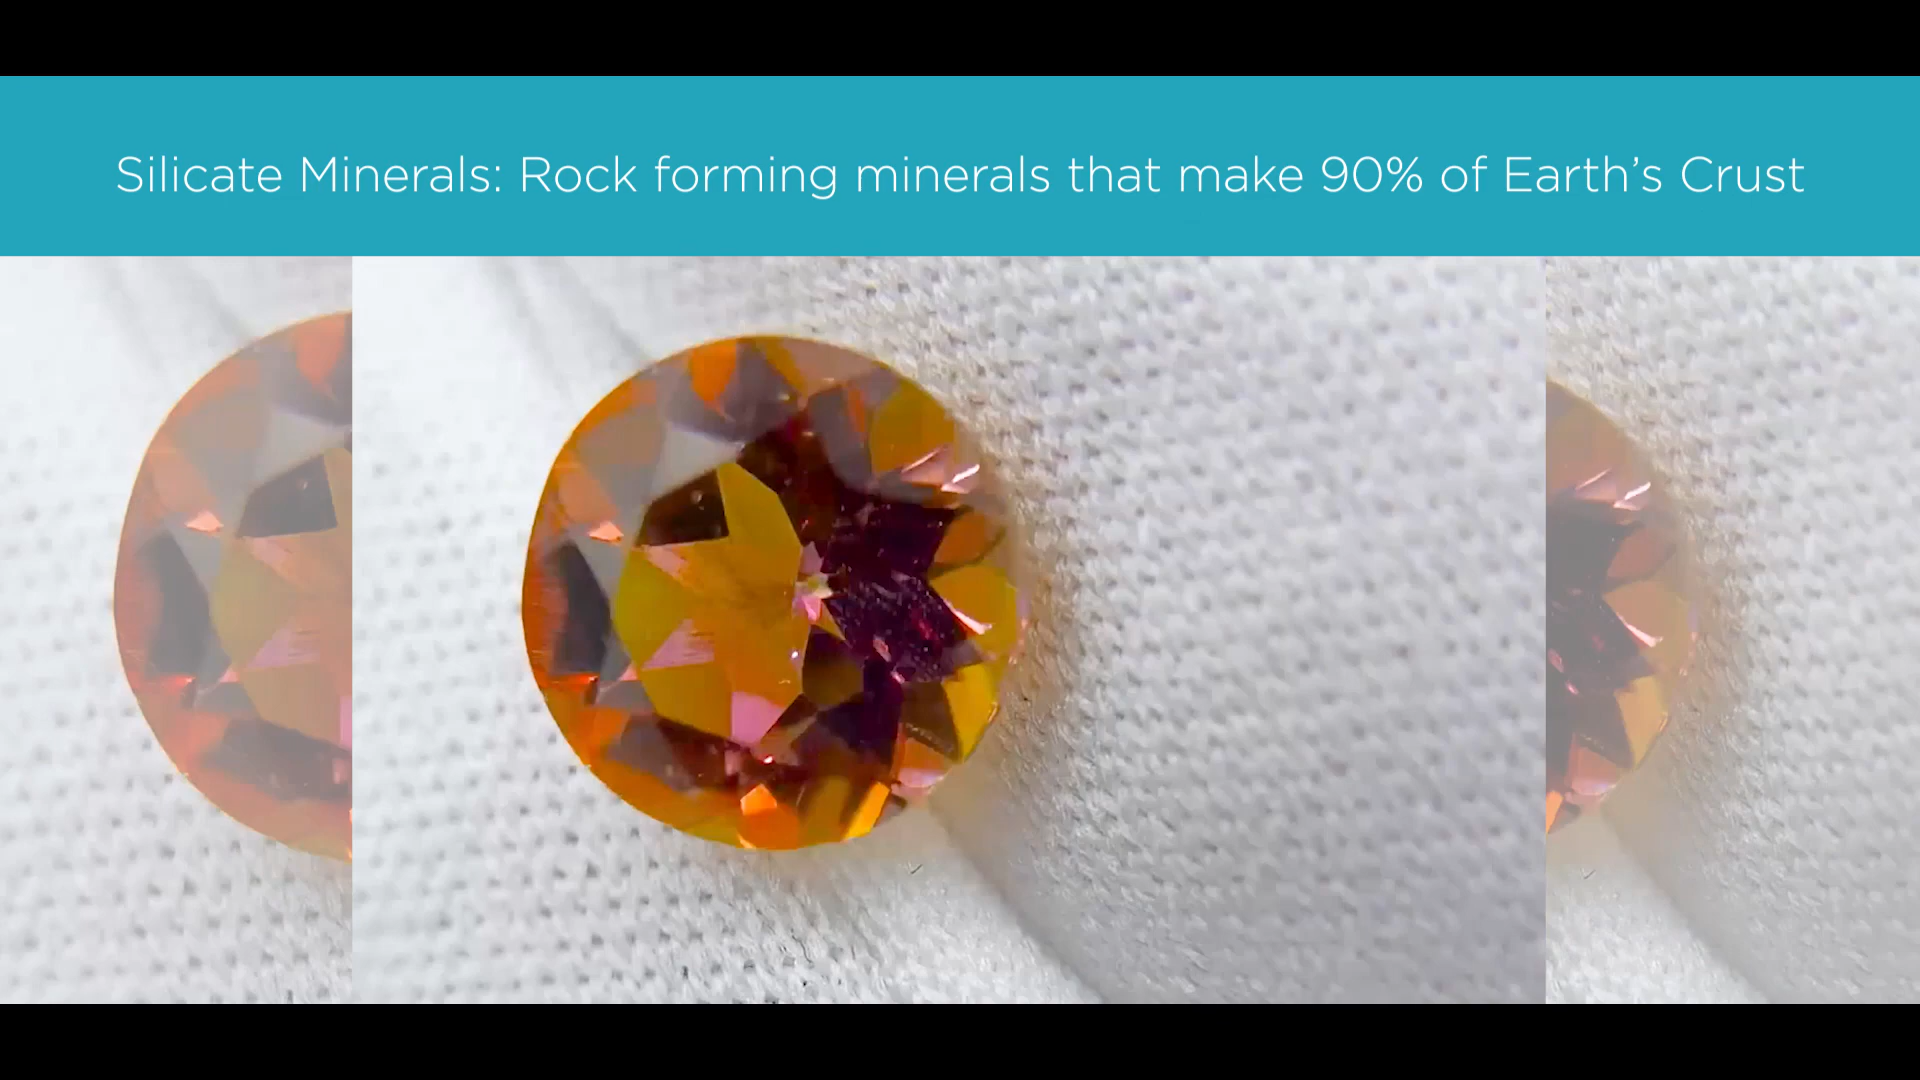 Silicate Minerals: Rock forming minerals that make 90% of Earth’s Crust